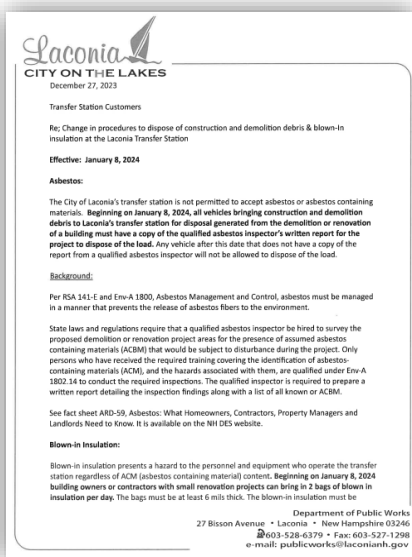 Laconia
CITY ON THE LAKES
December 27, 2023
Transfer Station Customers
Re; Change in procedures to dispose of construction and demolition debris & blown-In
insulation at the Laconia Transfer Station
Effective: January 8, 2024
Asbestos:
The City of Laconia's transfer station is not permitted to accept asbestos or asbestos containing
materials. Beginning on January 8, 2024, all vehicles bringing construction and demolition
debris to Laconia's transfer station for disposal generated from the demolition or renovation
of a building must have a copy of the qualified asbestos inspector's written report for the
project to dispose of the load. Any vehicle after this date that does not have a copy of the
report from a qualified asbestos inspector will not be allowed to dispose of the load.
Background:
Per RSA 141-E and Env-A 1800, Asbestos Management and Control, asbestos must be managed
in a manner that prevents the release of asbestos fibers to the environment.
State laws and regulations require that a qualified asbestos inspector be hired to survey the
proposed demolition or renovation project areas for the presence of assumed asbestos
containing materials (ACBM) that would be subject to disturbance during the project. Only
persons who have received the required training covering the identification of asbestos-
containing materials (ACM), and the hazards associated with them, are qualified under Env-A
1802.14 to conduct the required inspections. The qualified inspector is required to prepare a
written report detailing the inspection findings along with a list of all known or ACBM.
See fact sheet ARD-59, Asbestos: What Homeowners, Contractors, Property Managers and
Landlords Need to Know. It is available on the NH DES website.
Blown-in Insulation:
Blown-in insulation presents a hazard to the personnel and equipment who operate the transfer
station regardless of ACM (asbestos containing material) content. Beginning on January 8, 2024
building owners or contractors with small renovation projects can bring in 2 bags of blown in
insulation per day. The bags must be at least 6 mils thick. The blown-in insulation must be
Department of Public Works
27 Bisson Avenue • Laconia • New Hampshire 03246
☎603-528-6379 • Fax: 603-527-1298
e-mail: publicworks@laconianh.gov